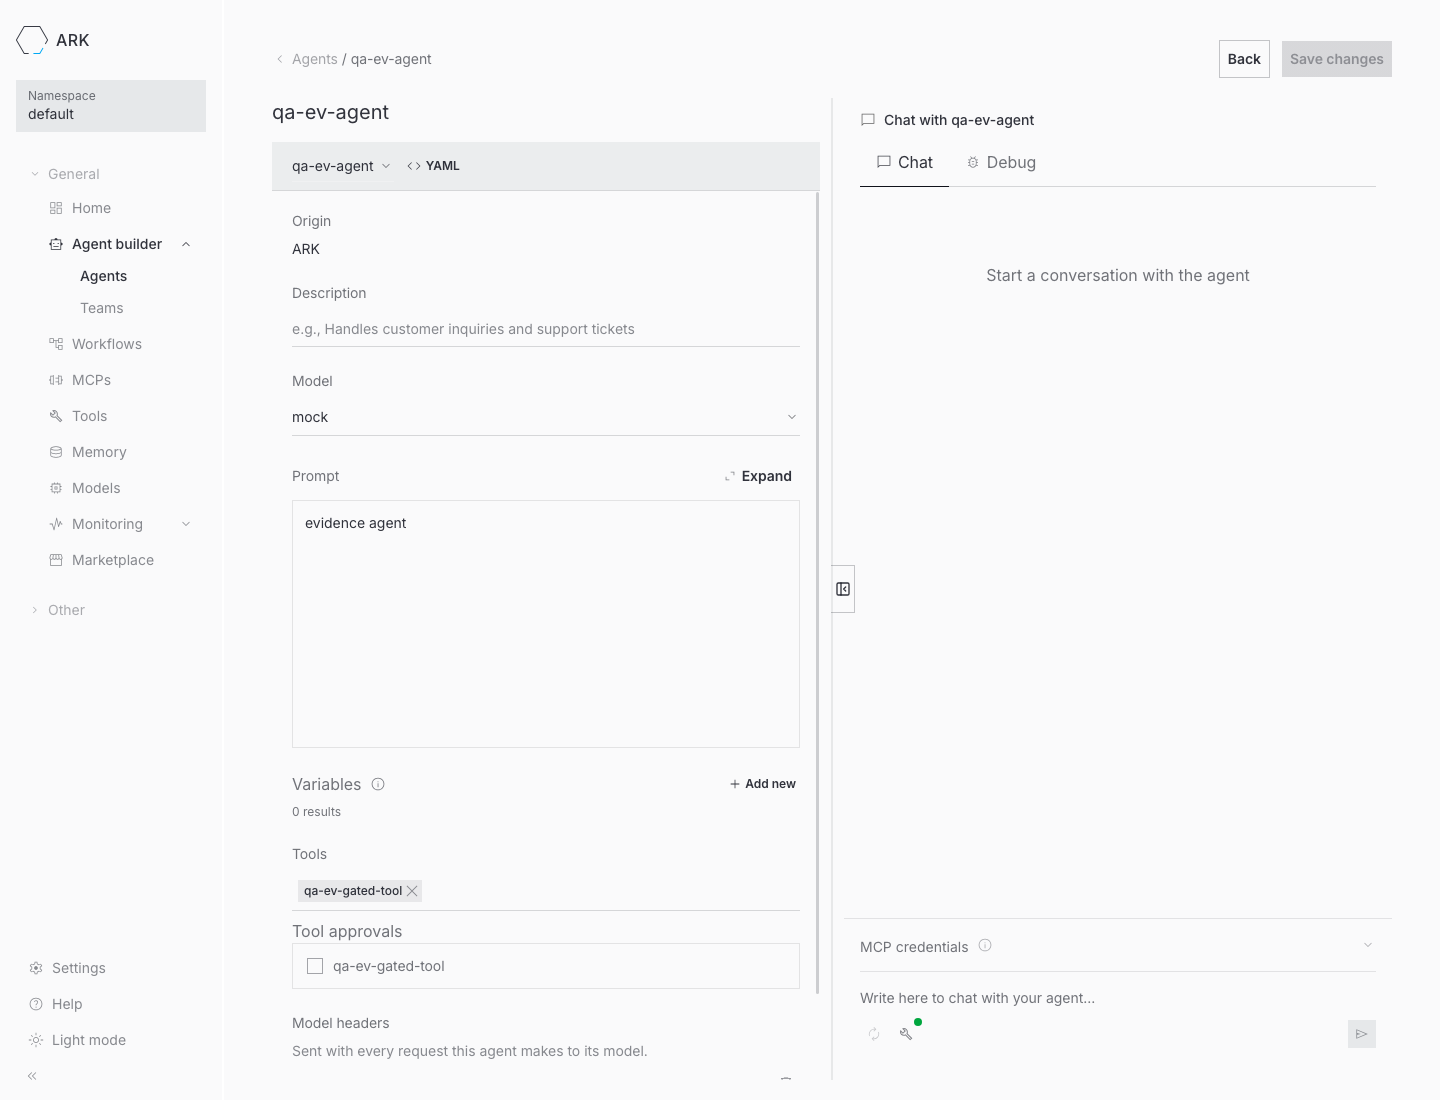 ARK
Namespace
default
General
Home
Agent builder
Agents
Teams
Workflows
MCPs
Tools
Memory
Models
Monitoring
Marketplace
Other
Settings
Help
Light mode
Agents / qa-ev-agent
Back
Save changes
qa-ev-agent
qa-ev-agent
YAML
Origin
ARK
Description
e.g., Handles customer inquiries and support tickets
Model
mock
Prompt
Expand
evidence agent
Variables
Add new
0 results
Tools
qa-ev-gated-tool
Tool approvals
qa-ev-gated-tool
Model headers
Sent with every request this agent makes to its model.
Chat with qa-ev-agent
Chat
Debug
Start a conversation with the agent
MCP credentials
Write here to chat with your agent...